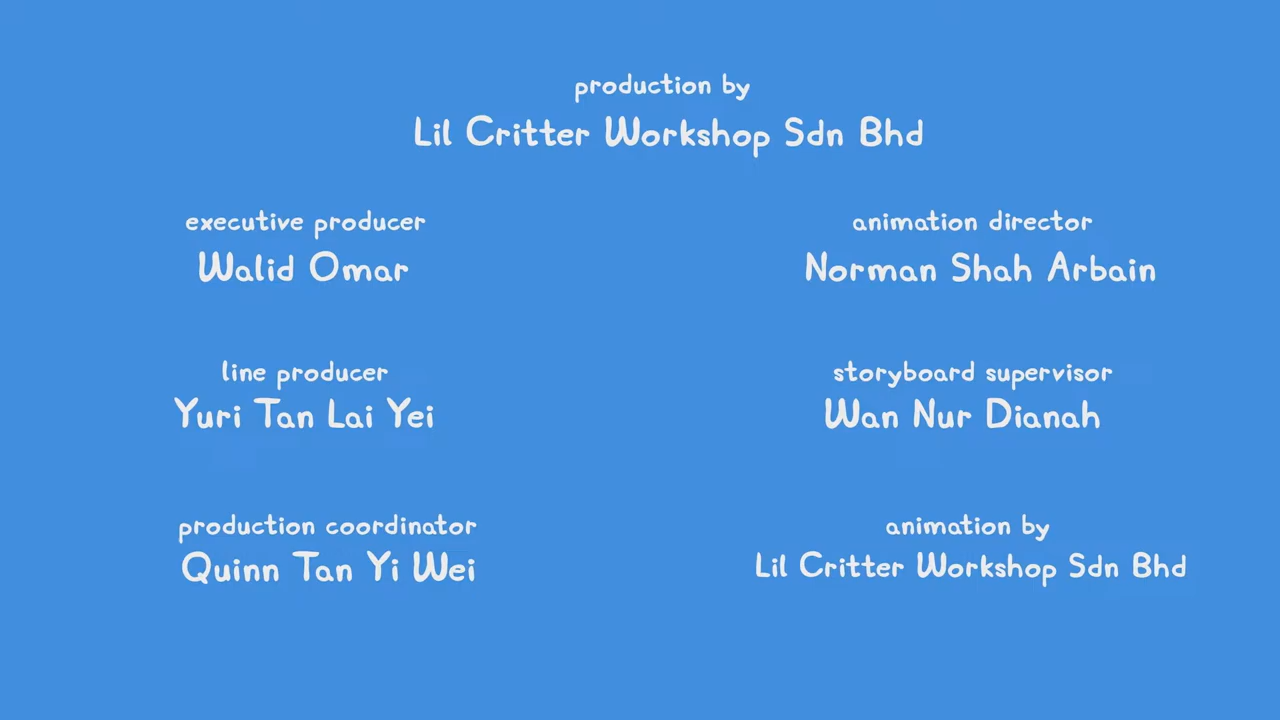 production by
Lil Critter Workshop Sdn Bhd
executive producer
Walid Omar
animation director
Norman Shah Arbain
line producer
Yuri Tan Lai Yei
storyboard supervisor
Wan Nur Dianah
production coordinator
Quinn Tan Yi Wei
animation by
Lil Critter Workshop Sdn Bhd